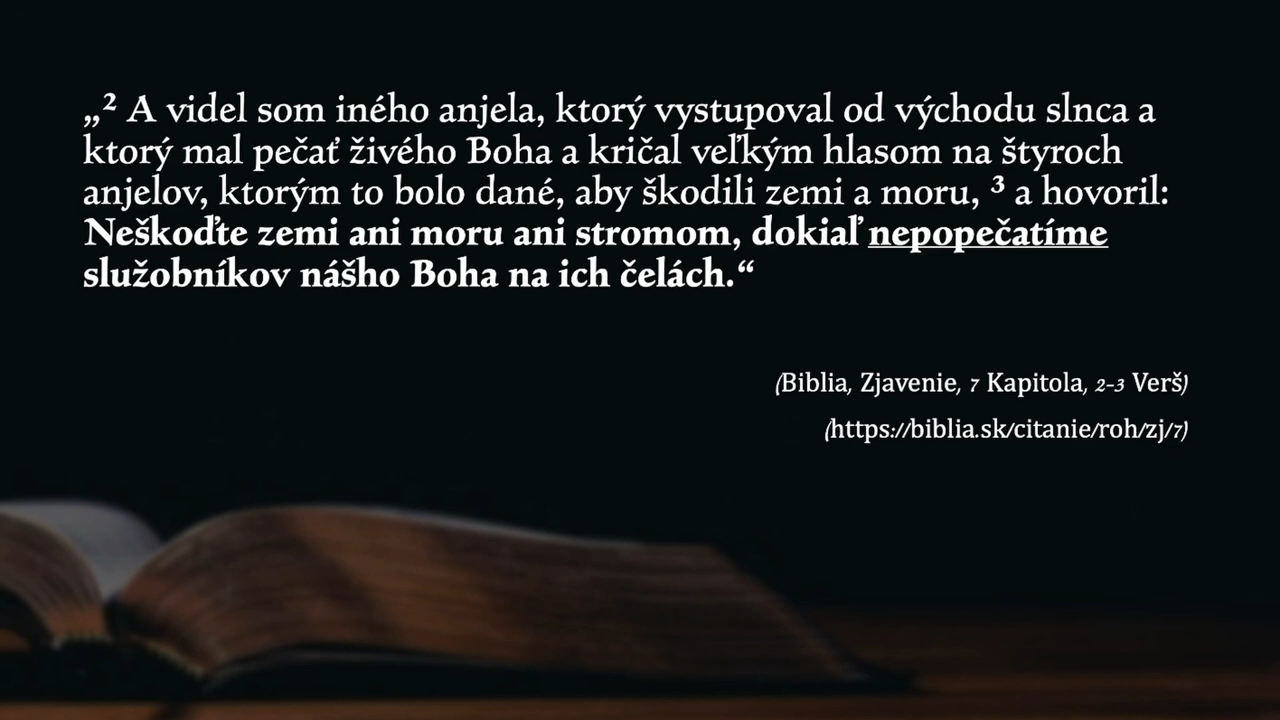 „² A videl som iného anjela, ktorý vystupoval od východu slnca a
ktorý mal pečať živého Boha a kričal veľkým hlasom na štyroch
anjelov, ktorým to bolo dané, aby škodili zemi a moru, ³ a hovoril:
Neškoďte zemi ani moru ani stromom, dokiaľ nepopečatíme
služobníkov nášho Boha na ich čelách.“
(Biblia, Zjavenie, 7 Kapitola, 2-3 Verš)
(https://biblia.sk/citanie/roh/zj/7)